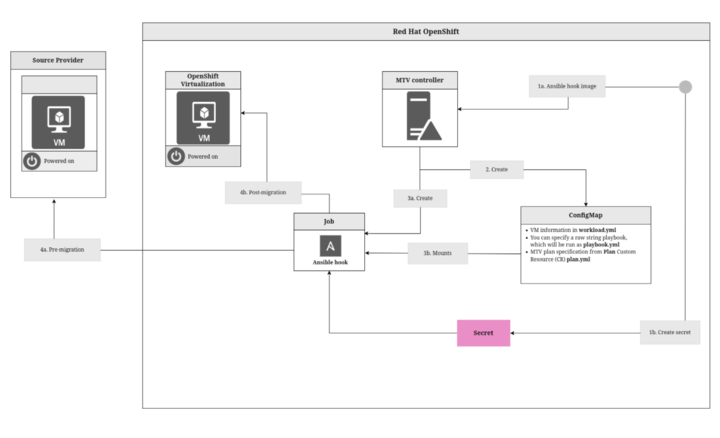 Red Hat OpenShift
Source Provider
VM
Powered on
OpenShift
Virtualization
VM
Powered on
MTV controller
1a. Ansible hook image
2. Create
3a. Create
4b. Post-migration
ConfigMap
• VM information in workload.yml
• You can specify a raw string playbook,
which will be run as playbook.yml
• MTV plan specification from Plan Custom
Resource (CR) plan.yml
Job
A
Ansible hook
3b. Mounts
4a. Pre-migration
Secret
1b. Create secret